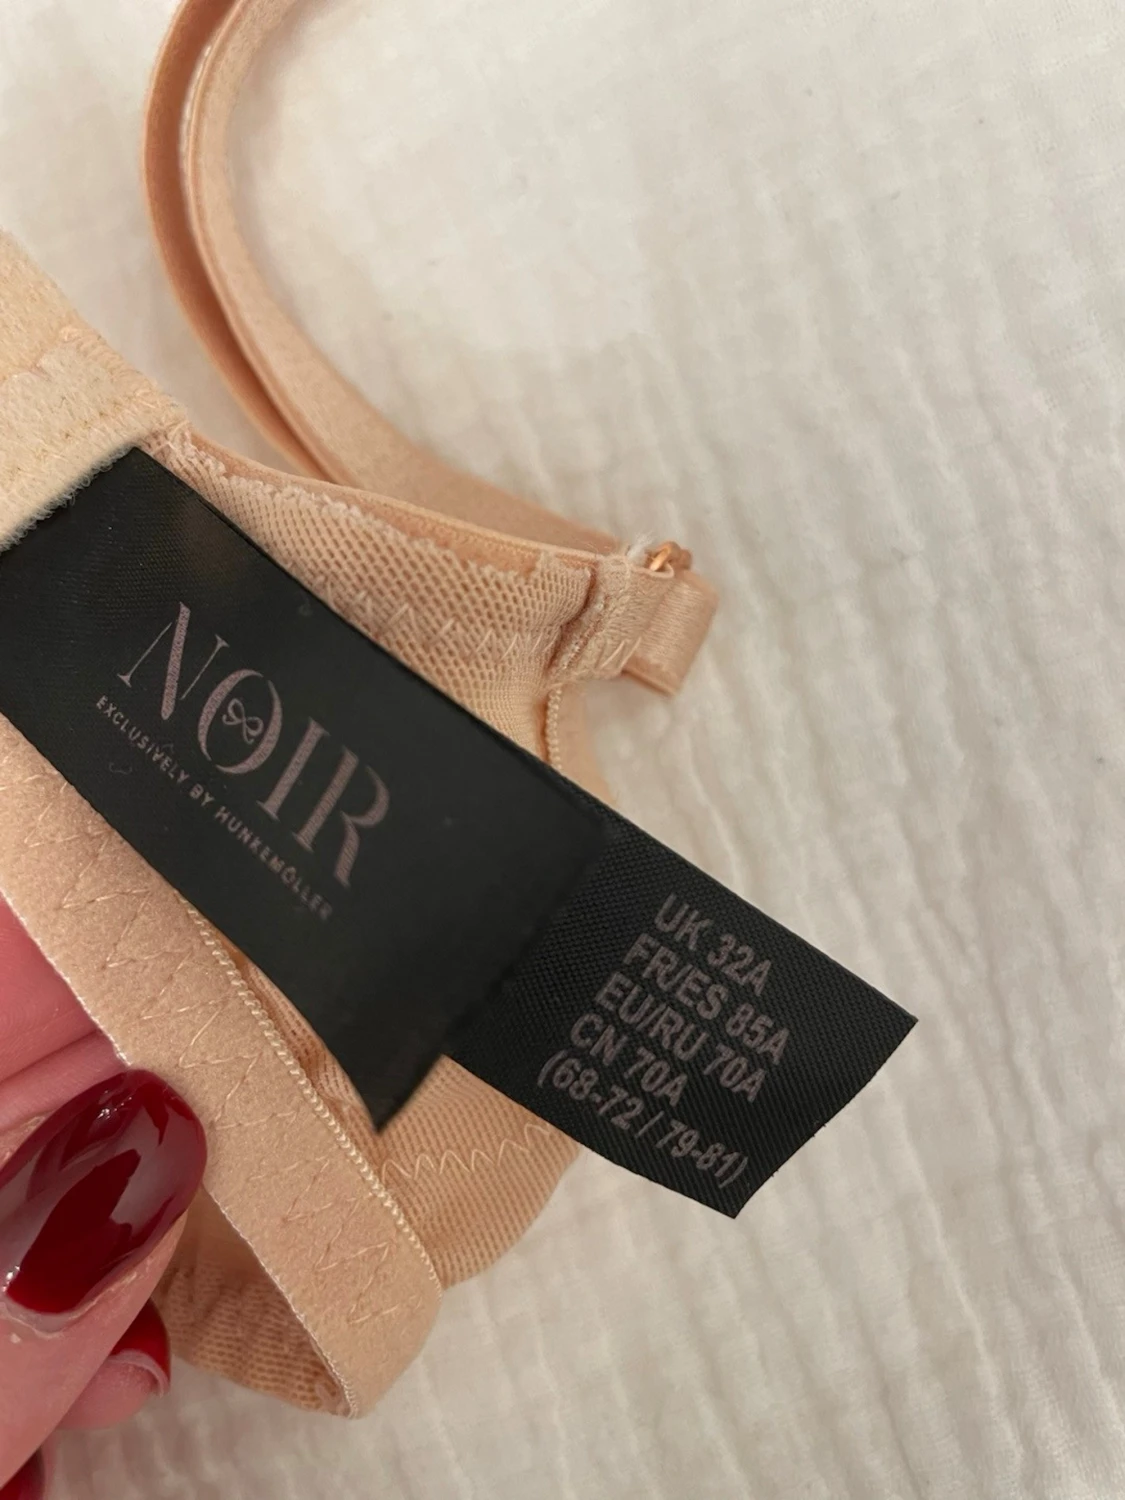 NOIR
EXCLUSIVELY BY HUNKEMÖLLER
UK 32A
FR/ES 85A
EU/RU 70A
CN 70A
(68-72 / 79-81)